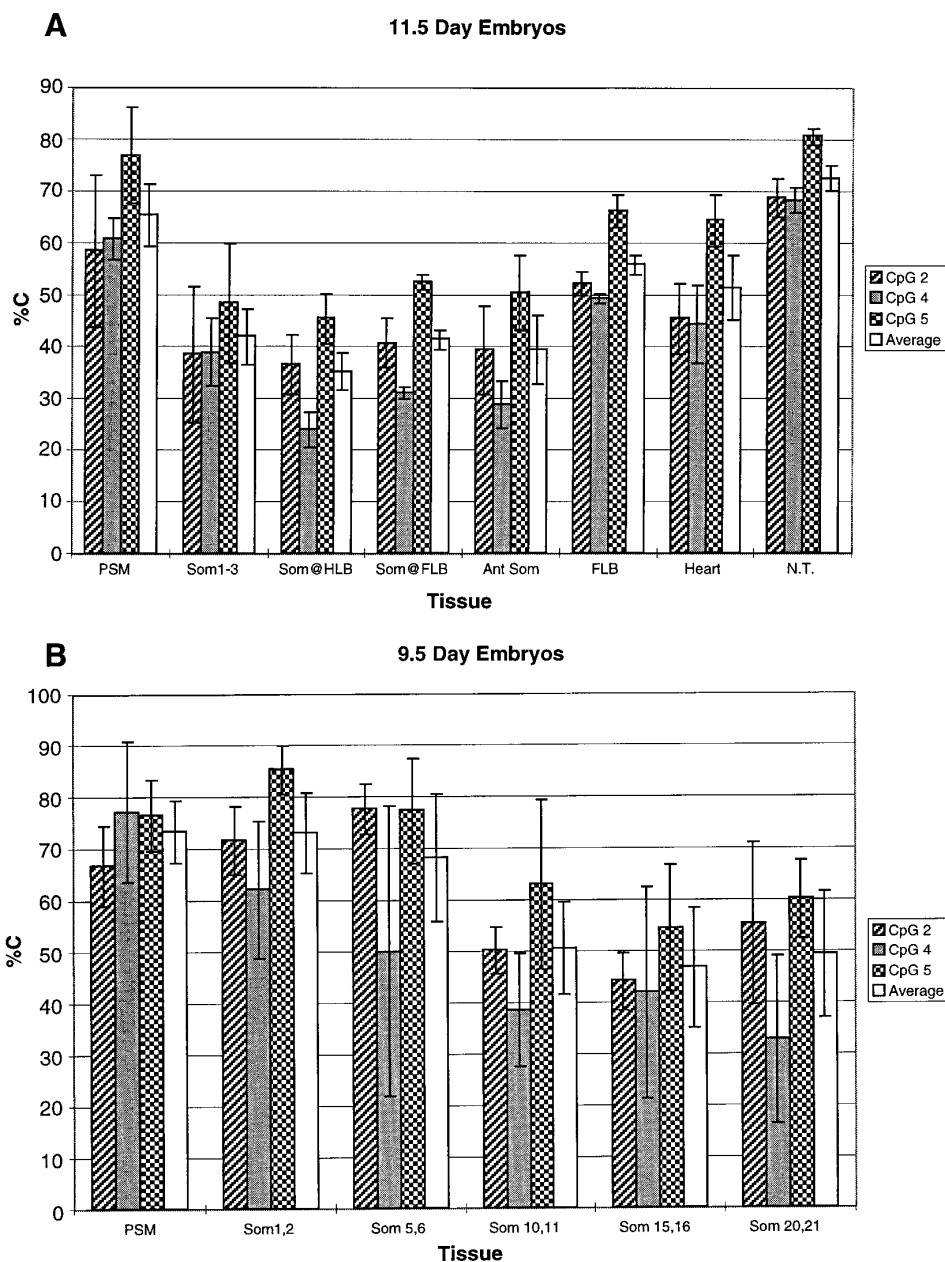 A
11.5 Day Embryos
90
80
70
60
50
40
30
20
10
0
%C
PSM Som1-3 Som@HLB Som@FLB Ant Som FLB Heart N.T.
Tissue
CpG 2
CpG 4
CpG 5
Average
B
9.5 Day Embryos
100
90
80
70
60
50
40
30
20
10
0
%C
PSM Som1,2 Som 5,6 Som 10,11 Som 15,16 Som 20,21
Tissue
CpG 2
CpG 4
CpG 5
Average